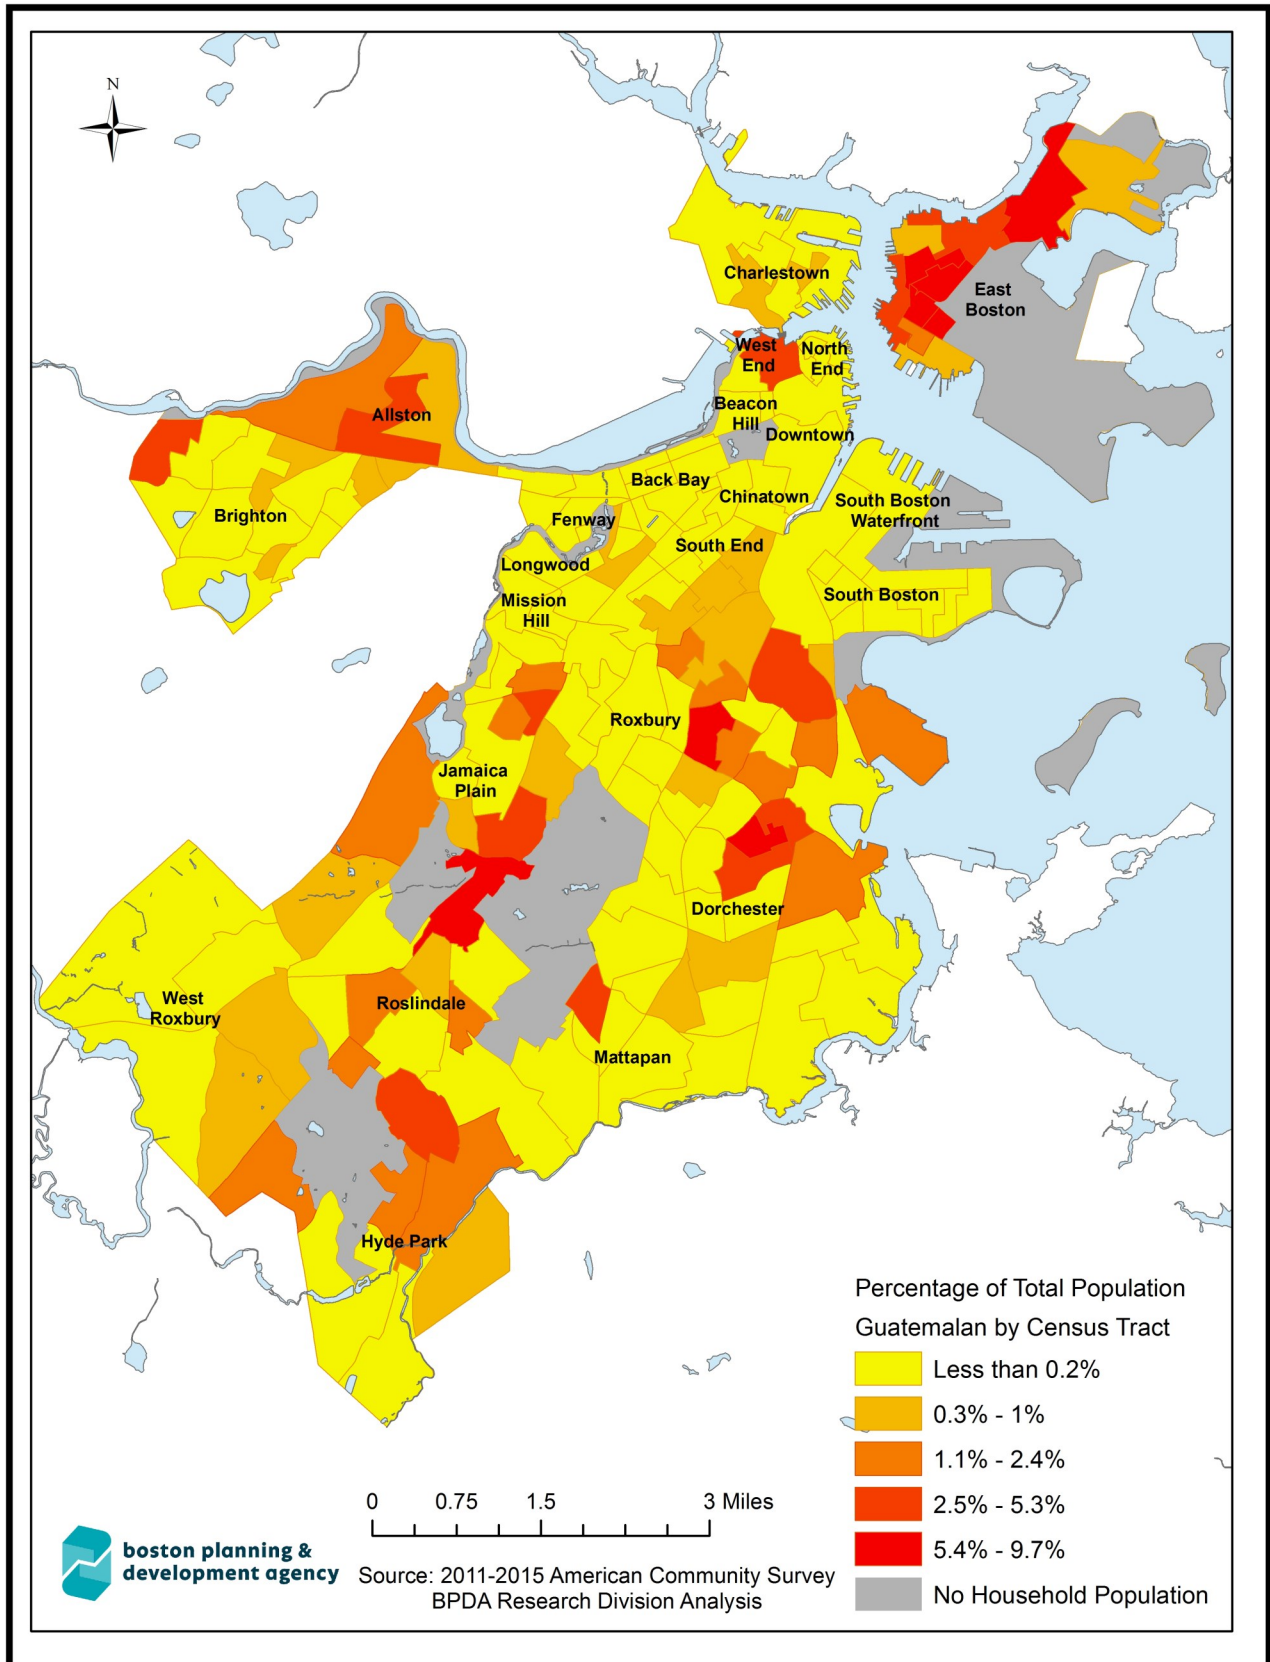 N
Charlestown
East
Boston
West
End
North
End
Allston
Beacon
Hill
Downtown
Back Bay
Chinatown
South Boston
Waterfront
Brighton
Fenway
South End
Longwood
South Boston
Mission
Hill
Roxbury
Jamaica
Plain
Dorchester
West
Roxbury
Roslindale
Mattapan
Hyde Park
Percentage of Total Population
Guatemalan by Census Tract
Less than 0.2%
0.3% - 1%
1.1% - 2.4%
2.5% - 5.3%
5.4% - 9.7%
No Household Population
0 0.75 1.5 3 Miles
boston planning &
development agency
Source: 2011-2015 American Community Survey
BPDA Research Division Analysis